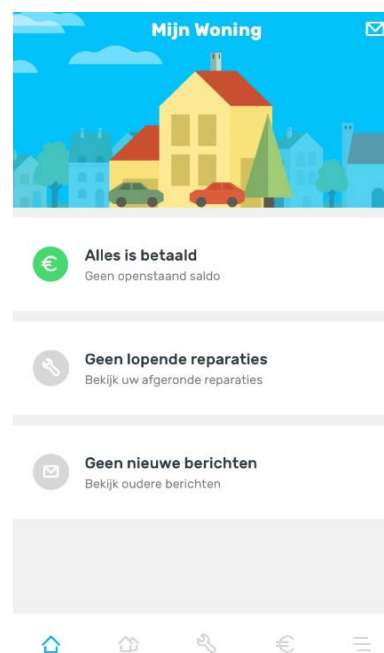 Mijn Woning
Alles is betaald
Geen openstaand saldo
Geen lopende reparaties
Bekijk uw afgeronde reparaties
Geen nieuwe berichten
Bekijk oudere berichten